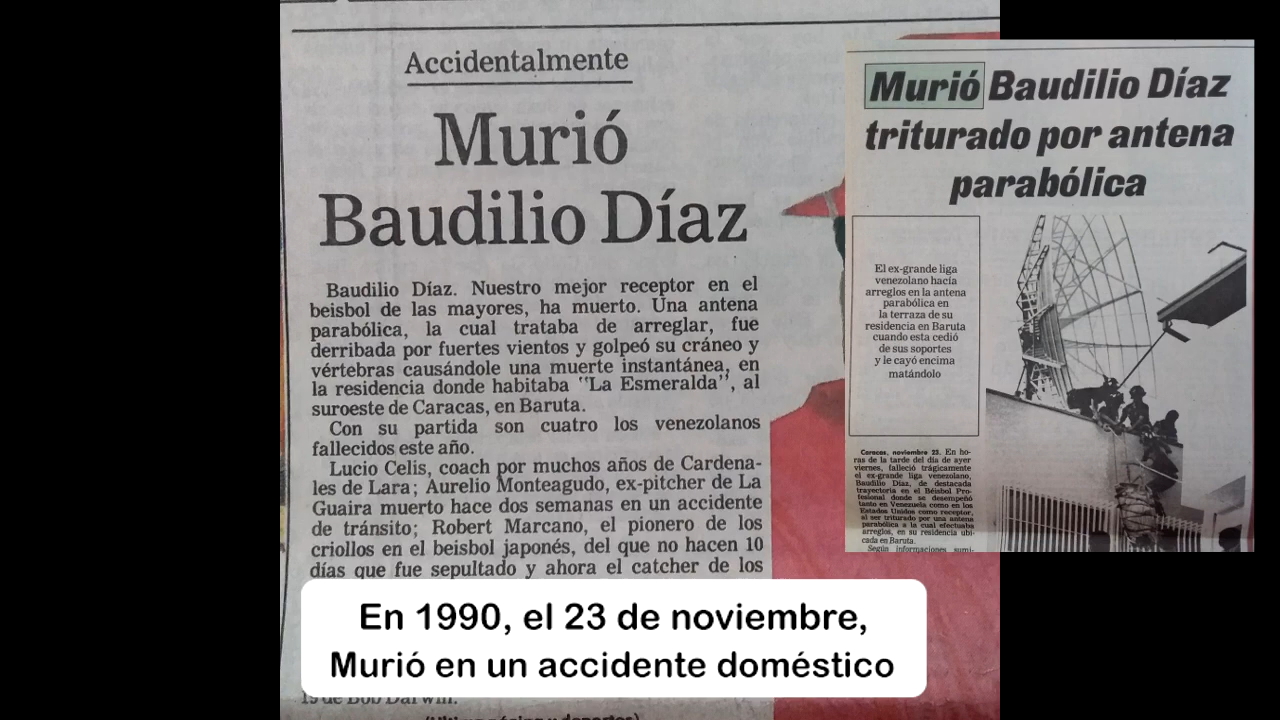 Accidentalmente
Murió
Baudilio Díaz
Baudilio Díaz. Nuestro mejor receptor en el
beisbol de las mayores, ha muerto. Una antena
parabólica, la cual trataba de arreglar, fue
derribada por fuertes vientos y golpeó su cráneo y
vértebras causándole una muerte instantánea, en
la residencia donde habitaba "La Esmeralda", al
suroeste de Caracas, en Baruta.
Con su partida son cuatro los venezolanos
fallecidos este año.
Lucio Celis, coach por muchos años de Cardena-
les de Lara; Aurelio Monteagudo, ex-pitcher de La
Guaira muerto hace dos semanas en un accidente
de tránsito; Robert Marcano, el pionero de los
criollos en el beisbol japonés, del que no hacen 10
días que fue sepultado y ahora el catcher de los
En 1990, el 23 de noviembre,
Murió en un accidente doméstico
Murió Baudilio Díaz
triturado por antena
parabólica
El ex-grande liga
venezolano hacía
arreglos en la antena
parabólica en
la terraza de su
residencia en Baruta
cuando esta cedió
de sus soportes
y le cayó encima
matándolo
Caracas, noviembre 23. En ho-
ras de la tarde del día de ayer
viernes, falleció trágicamente
el ex-grande liga venezolano,
Baudilio Díaz, de destacada
trayectoria en el Béisbol Pro-
fesional donde se desempeñó
tanto en Venezuela como en los
Estados Unidos como receptor,
al ser triturado por una antena
parabólica a la cual efectuaba
arreglos, en su residencia ubi-
cada en Baruta.
Según informaciones sumi-